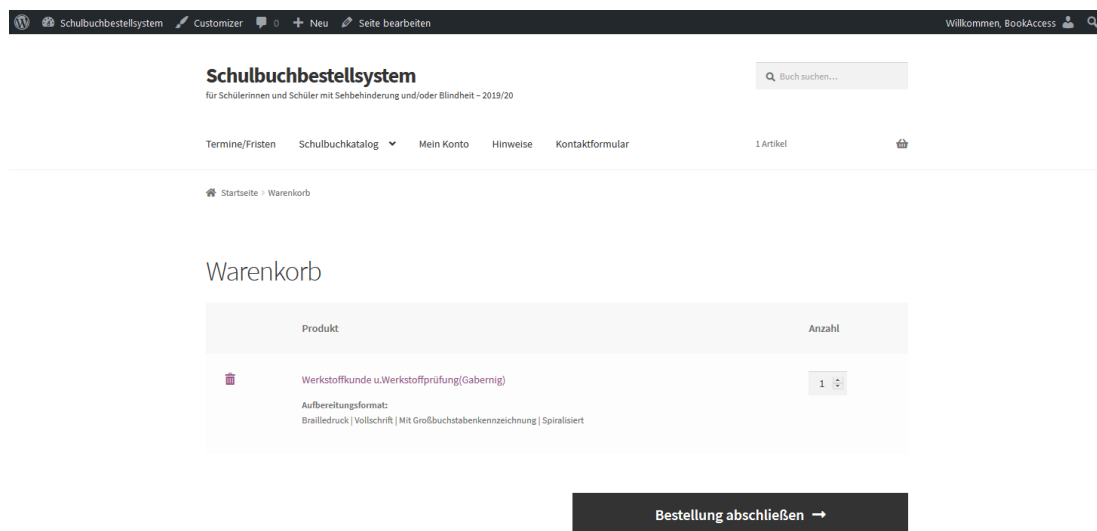 Schulbuchbestellsystem Customizer 0 Neu Seite bearbeiten Willkommen, BookAccess
Schulbuchbestellsystem
Buch suchen…
für Schülerinnen und Schüler mit Sehbehinderung und/oder Blindheit – 2019/20
Termine/Fristen Schulbuchkatalog Mein Konto Hinweise Kontaktformular 1 Artikel
Startseite › Warenkorb
Warenkorb
Produkt Anzahl
Werkstoffkunde u.Werkstoffprüfung(Gabernig) 1
Aufbereitungsformat:
Brailledruck | Vollschrift | Mit Großbuchstabenkennzeichnung | Spiralisiert
Bestellung abschließen →